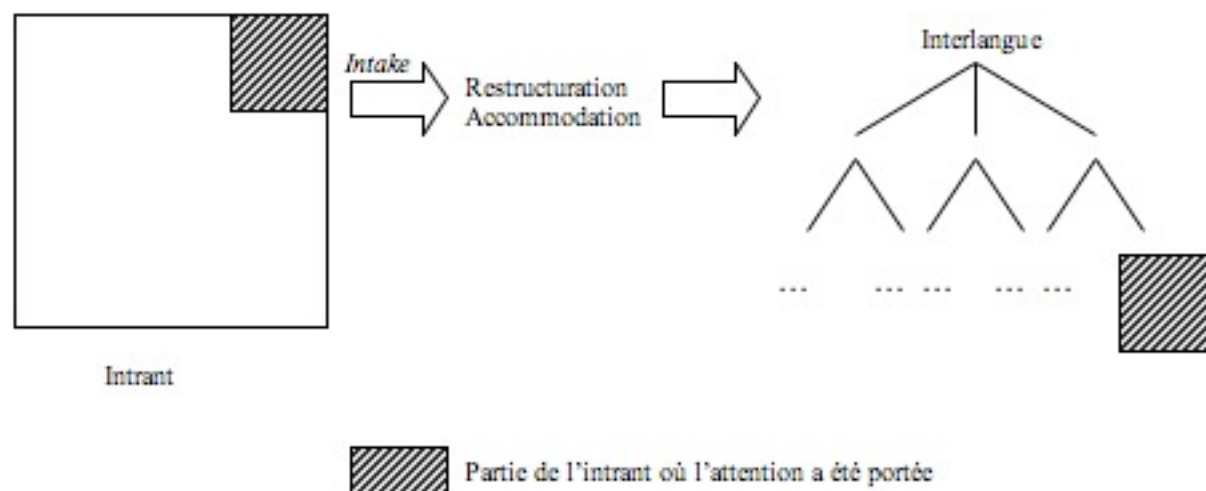 Intake
Restructuration
Accommodation
Interlangue
... ... ... ... ...
Intrant
Partie de l'intrant où l'attention a été portée